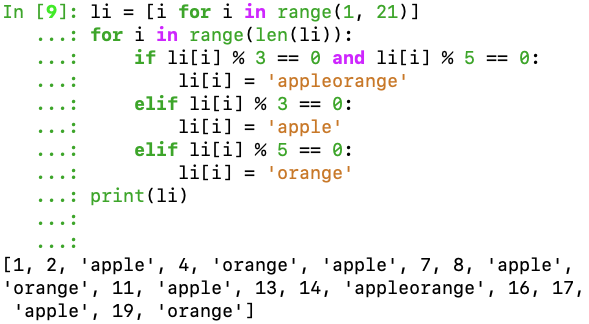 In [9]: li = [i for i in range(1, 21)]
   ...: for i in range(len(li)):
   ...:     if li[i] % 3 == 0 and li[i] % 5 == 0:
   ...:         li[i] = 'appleorange'
   ...:     elif li[i] % 3 == 0:
   ...:         li[i] = 'apple'
   ...:     elif li[i] % 5 == 0:
   ...:         li[i] = 'orange'
   ...: print(li)
   ...:
   ...:
[1, 2, 'apple', 4, 'orange', 'apple', 7, 8, 'apple',
'orange', 11, 'apple', 13, 14, 'appleorange', 16, 17,
 'apple', 19, 'orange']